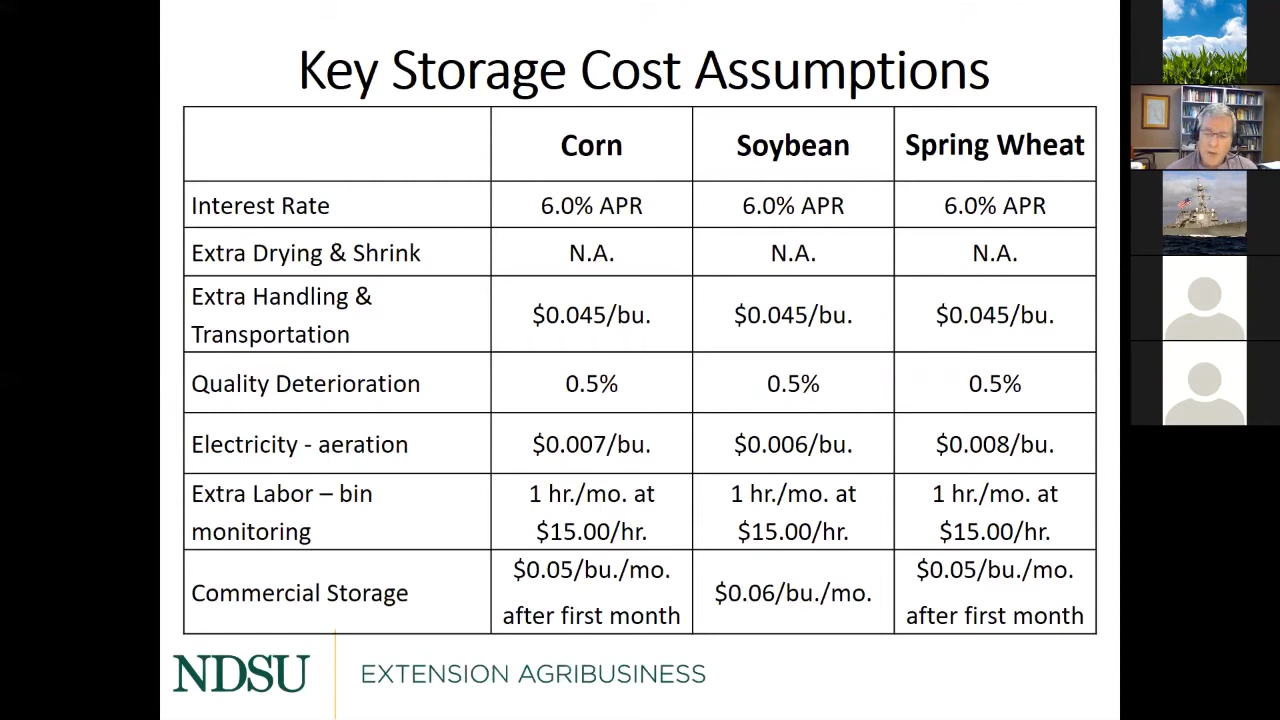 Key Storage Cost Assumptions
Corn Soybean Spring Wheat
Interest Rate 6.0% APR 6.0% APR 6.0% APR
Extra Drying & Shrink N.A. N.A. N.A.
Extra Handling &
Transportation $0.045/bu. $0.045/bu. $0.045/bu.
Quality Deterioration 0.5% 0.5% 0.5%
Electricity - aeration $0.007/bu. $0.006/bu. $0.008/bu.
Extra Labor – bin 1 hr./mo. at 1 hr./mo. at 1 hr./mo. at
monitoring $15.00/hr. $15.00/hr. $15.00/hr.
Commercial Storage $0.05/bu./mo. $0.06/bu./mo. $0.05/bu./mo.
after first month after first month
NDSU EXTENSION AGRIBUSINESS